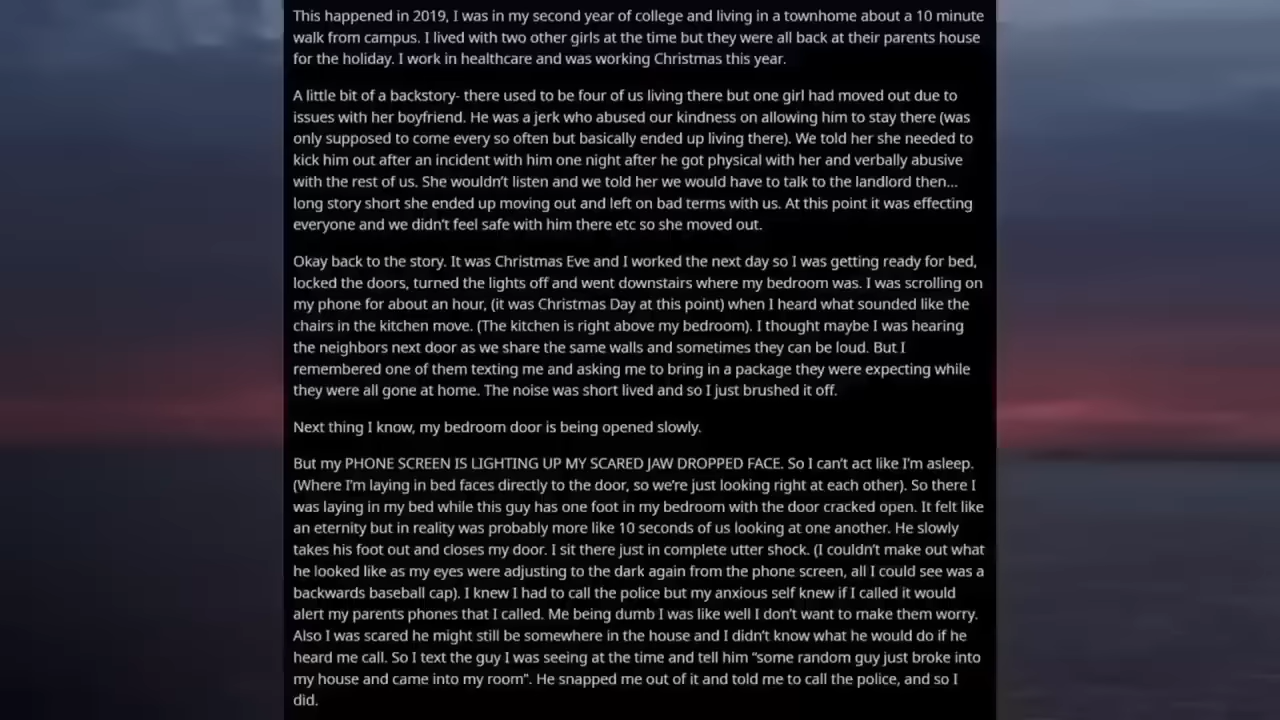 This happened in 2019, I was in my second year of college and living in a townhome about a 10 minute
walk from campus. I lived with two other girls at the time but they were all back at their parents house
for the holiday. I work in healthcare and was working Christmas this year.
A little bit of a backstory- there used to be four of us living there but one girl had moved out due to
issues with her boyfriend. He was a jerk who abused our kindness on allowing him to stay there (was
only supposed to come every so often but basically ended up living there). We told her she needed to
kick him out after an incident with him one night after he got physical with her and verbally abusive
with the rest of us. She wouldn't listen and we told her we would have to talk to the landlord then...
long story short she ended up moving out and left on bad terms with us. At this point it was effecting
everyone and we didn't feel safe with him there etc so she moved out.
Okay back to the story. It was Christmas Eve and I worked the next day so I was getting ready for bed,
locked the doors, turned the lights off and went downstairs where my bedroom was. I was scrolling on
my phone for about an hour, (it was Christmas Day at this point) when I heard what sounded like the
chairs in the kitchen move. (The kitchen is right above my bedroom). I thought maybe I was hearing
the neighbors next door as we share the same walls and sometimes they can be loud. But I
remembered one of them texting me and asking me to bring in a package they were expecting while
they were all gone at home. The noise was short lived and so I just brushed it off.
Next thing I know, my bedroom door is being opened slowly.
But my PHONE SCREEN IS LIGHTING UP MY SCARED JAW DROPPED FACE. So I can't act like I'm asleep.
(Where I'm laying in bed faces directly to the door, so we're just looking right at each other). So there I
was laying in my bed while this guy has one foot in my bedroom with the door cracked open. It felt like
an eternity but in reality was probably more like 10 seconds of us looking at one another. He slowly
takes his foot out and closes my door. I sit there just in complete utter shock. (I couldn't make out what
he looked like as my eyes were adjusting to the dark again from the phone screen, all I could see was a
backwards baseball cap). I knew I had to call the police but my anxious self knew if I called it would
alert my parents phones that I called. Me being dumb I was like well I don't want to make them worry.
Also I was scared he might still be somewhere in the house and I didn't know what he would do if he
heard me call. So I text the guy I was seeing at the time and tell him "some random guy just broke into
my house and came into my room". He snapped me out of it and told me to call the police, and so I
did.